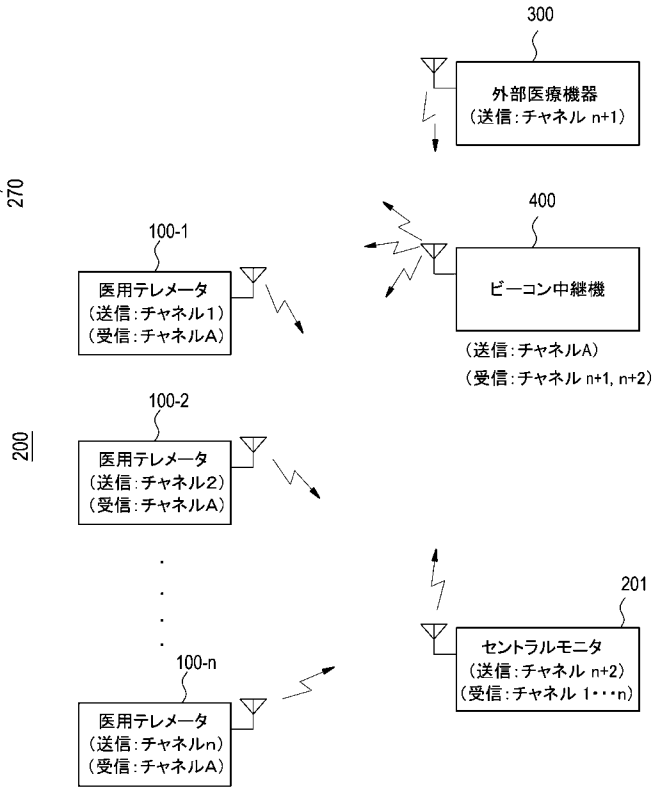 300
外部医療機器
(送信:チャネル n+1)
270
400
ビーコン中継機
(送信:チャネルA)
(受信:チャネル n+1, n+2)
100-1
医用テレメータ
(送信:チャネル1)
(受信:チャネルA)
100-2
医用テレメータ
(送信:チャネル2)
(受信:チャネルA)
200
201
セントラルモニタ
(送信:チャネル n+2)
(受信:チャネル 1・・・n)
100-n
医用テレメータ
(送信:チャネルn)
(受信:チャネルA)